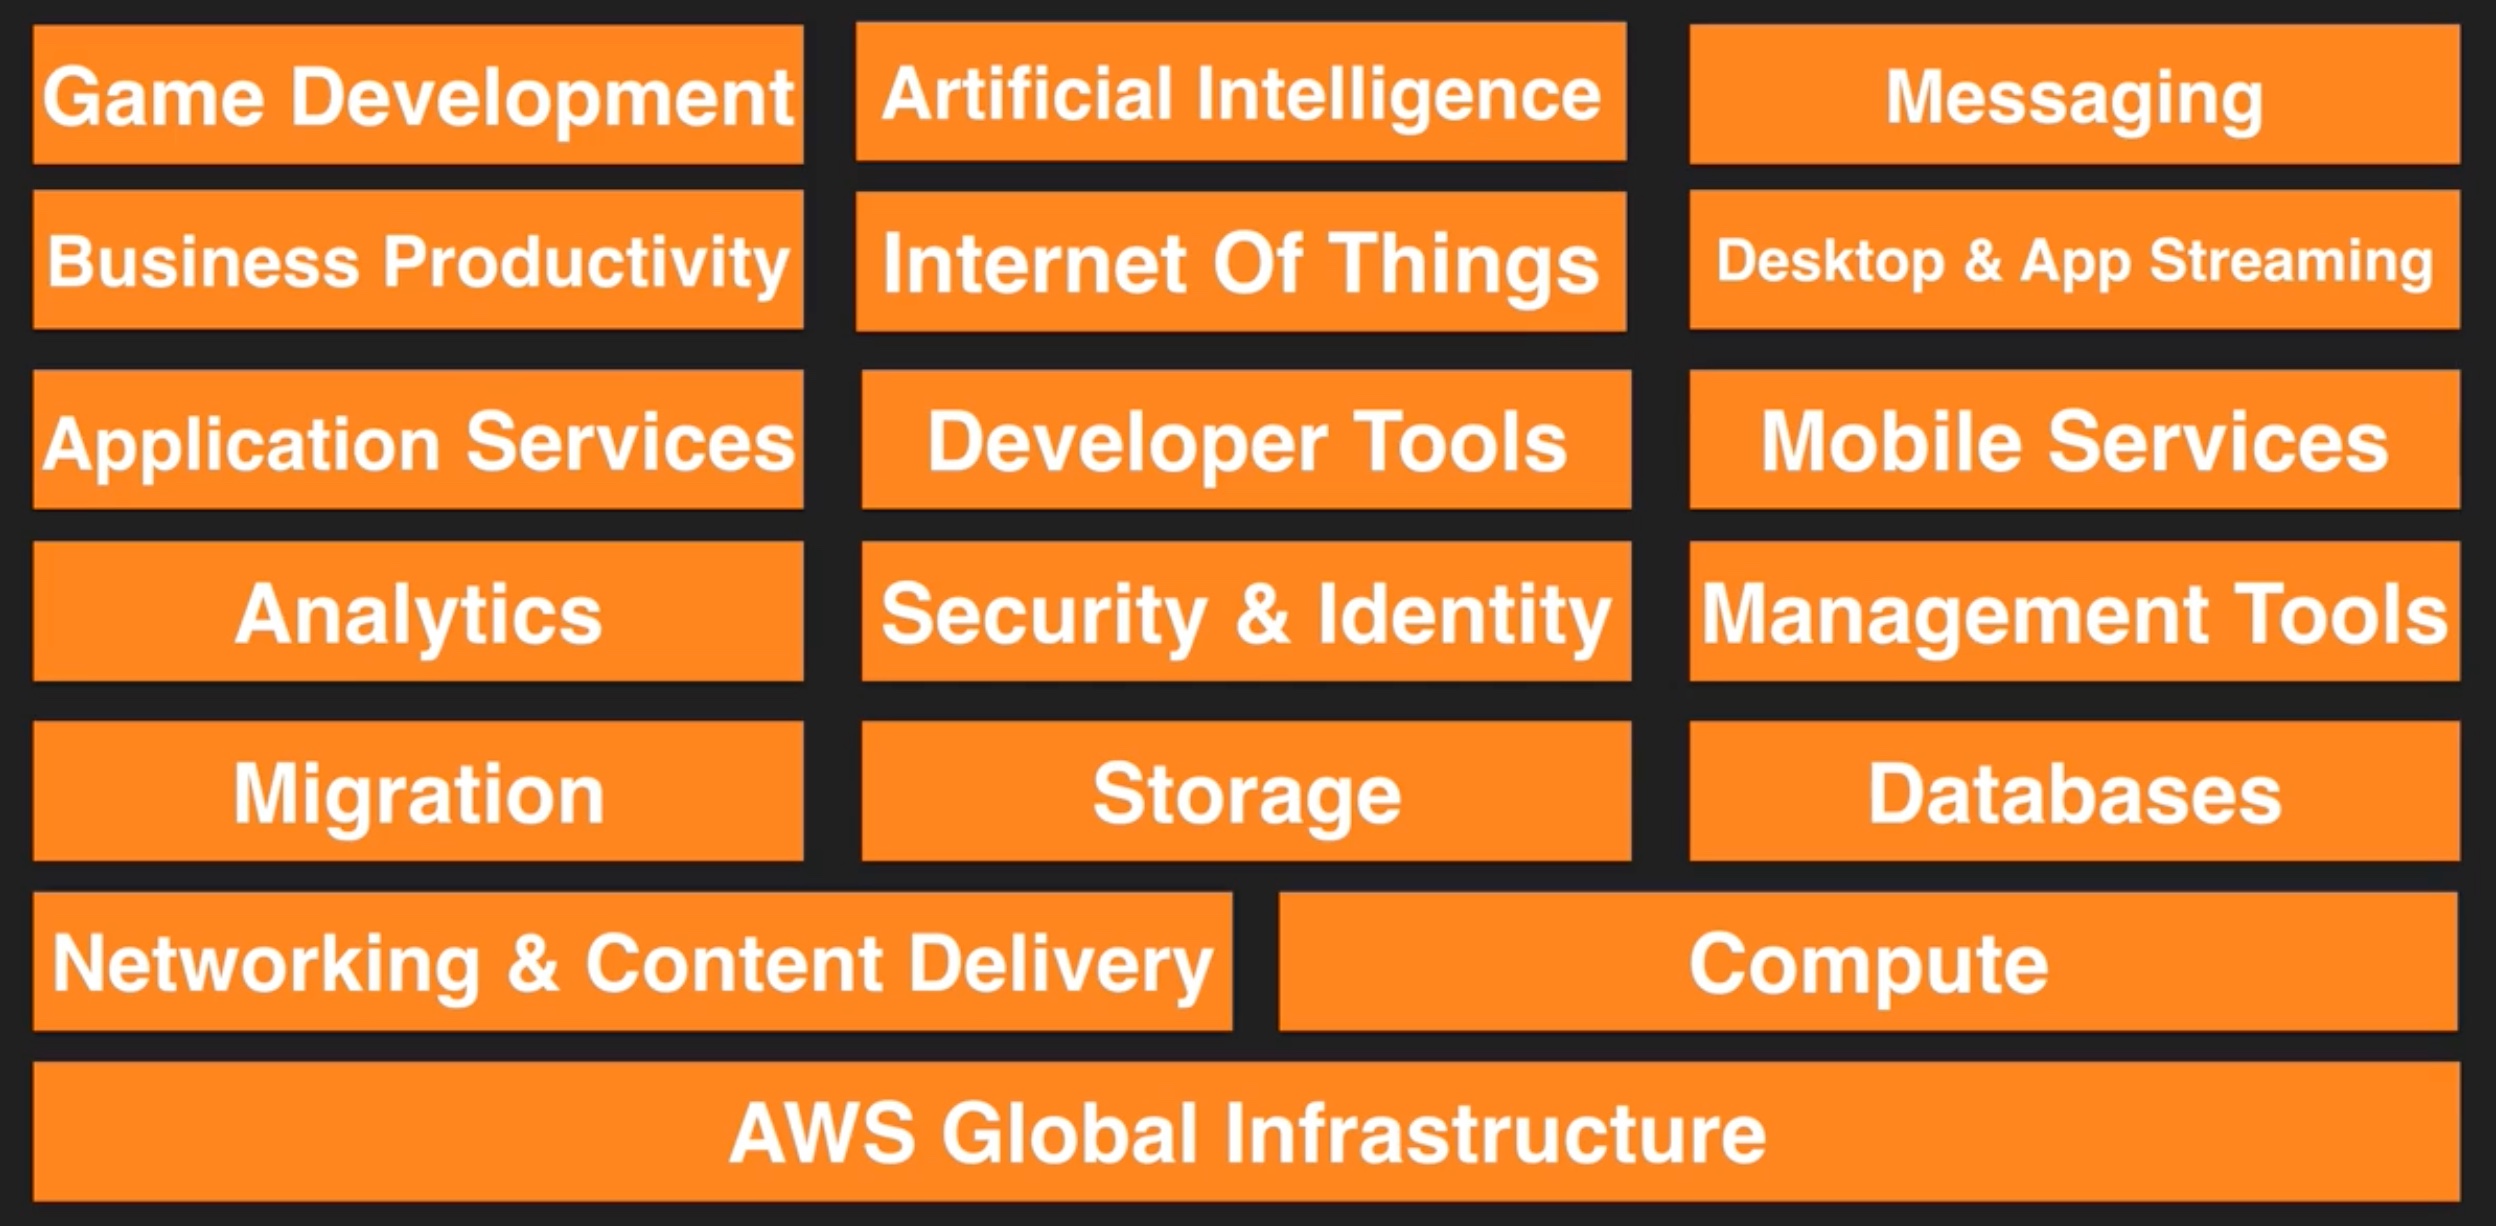 Game Development
Artificial Intelligence
Messaging
Business Productivity
Internet Of Things
Desktop & App Streaming
Application Services
Developer Tools
Mobile Services
Analytics
Security & Identity
Management Tools
Migration
Storage
Databases
Networking & Content Delivery
Compute
AWS Global Infrastructure